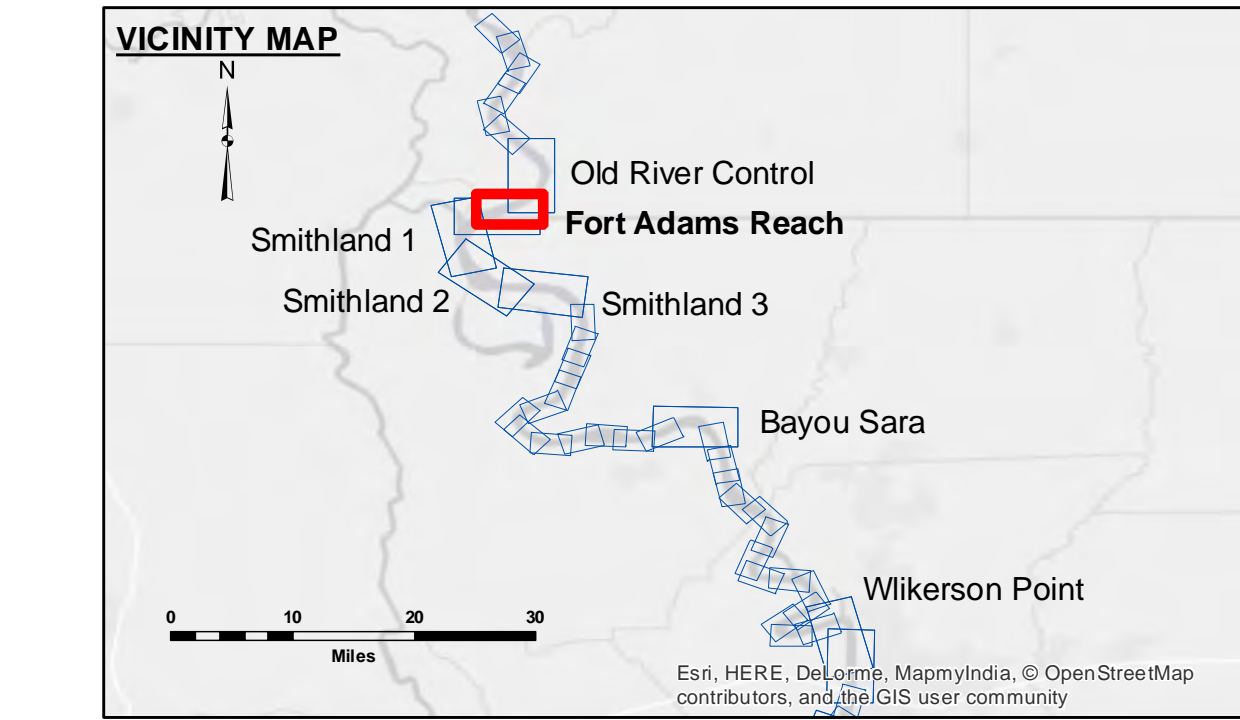 VICINITY MAP
N
Old River Control
Fort Adams Reach
Smithland 1
Smithland 2
Smithland 3
Bayou Sara
Wlikerson Point
0 10 20 30
Miles
Esri, HERE, DeLorme, MapmyIndia, © OpenStreetMap
contributors, and the GIS user community